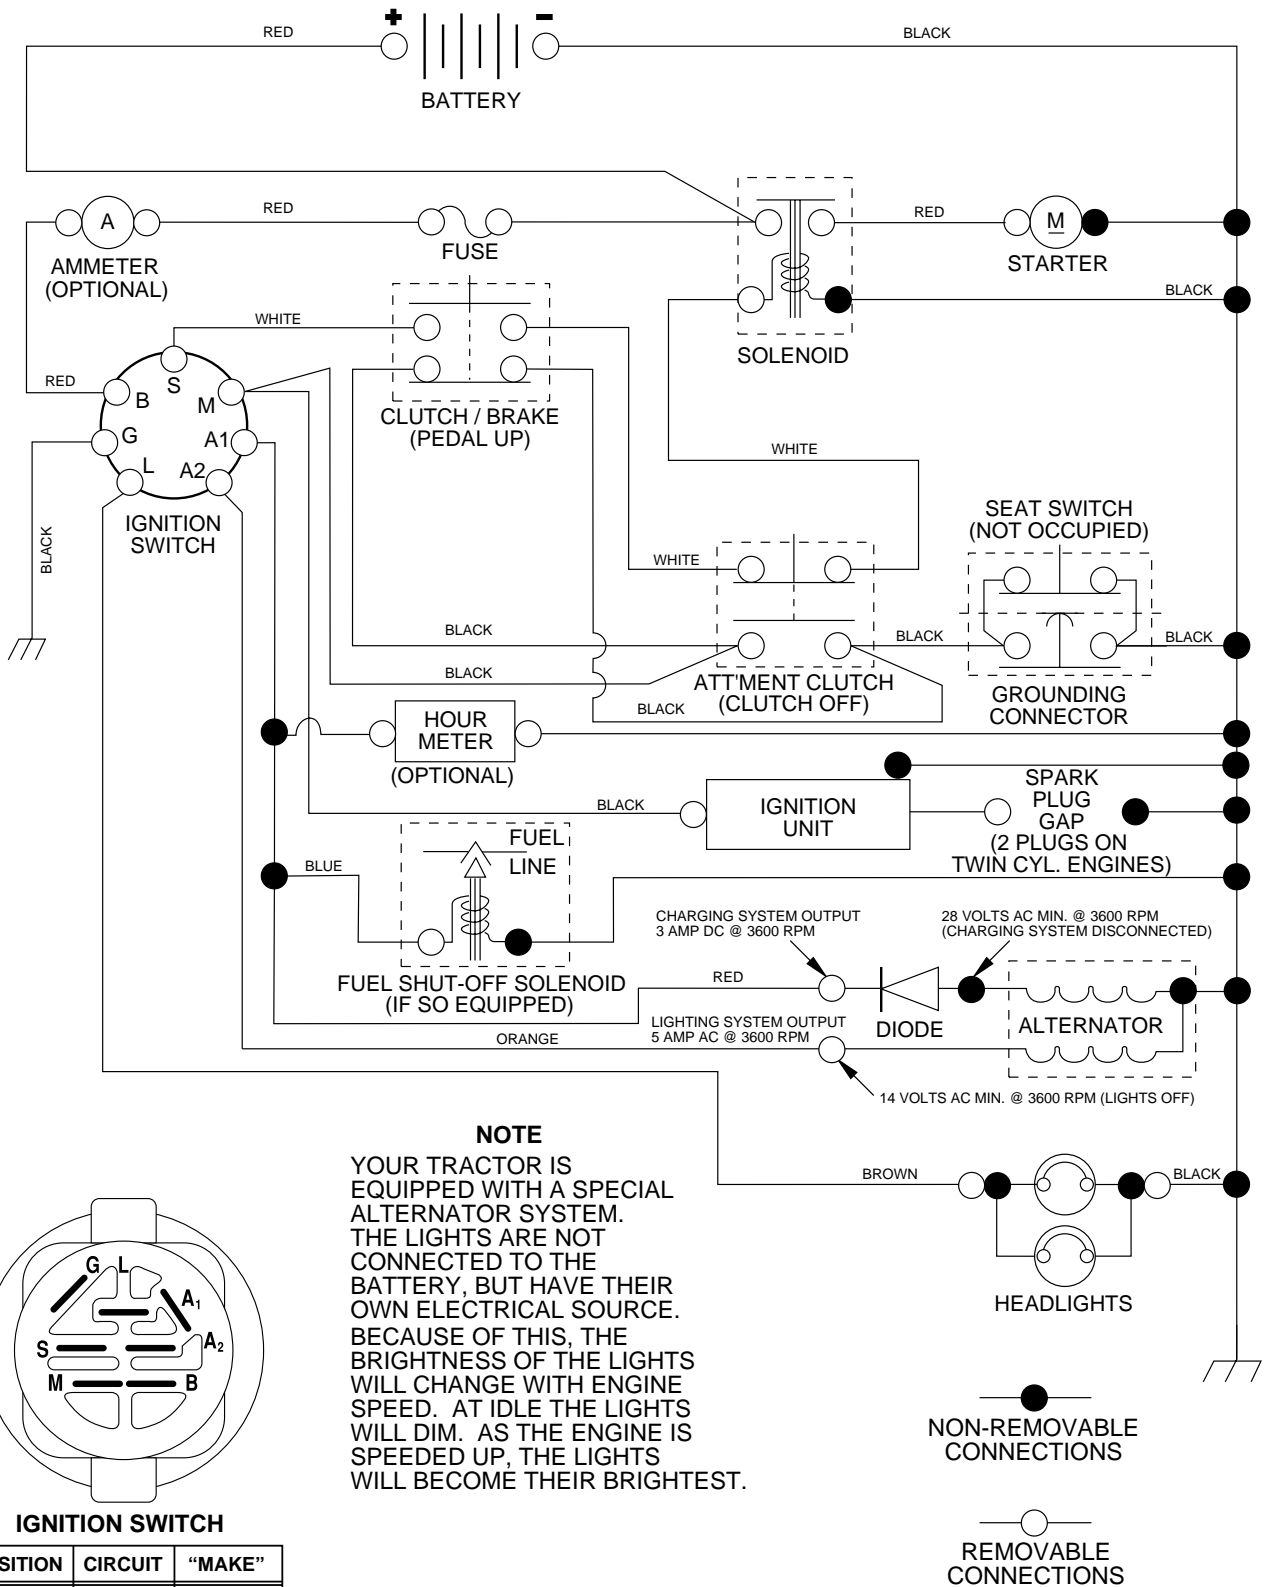 +
-
RED
BLACK
BATTERY
A
RED
FUSE
AMMETER
(OPTIONAL)
RED
M
STARTER
BLACK
SOLENOID
WHITE
CLUTCH / BRAKE
(PEDAL UP)
RED
S
B
M
G
A1
L
A2
IGNITION
SWITCH
BLACK
WHITE
SEAT SWITCH
(NOT OCCUPIED)
WHITE
BLACK
BLACK
BLACK
BLACK
BLACK
ATT'MENT CLUTCH
(CLUTCH OFF)
GROUNDING
CONNECTOR
HOUR
METER
(OPTIONAL)
BLACK
IGNITION
UNIT
SPARK
PLUG
GAP
(2 PLUGS ON
TWIN CYL. ENGINES)
FUEL
LINE
BLUE
FUEL SHUT-OFF SOLENOID
(IF SO EQUIPPED)
CHARGING SYSTEM OUTPUT
3 AMP DC @ 3600 RPM
28 VOLTS AC MIN. @ 3600 RPM
(CHARGING SYSTEM DISCONNECTED)
RED
DIODE
ALTERNATOR
LIGHTING SYSTEM OUTPUT
5 AMP AC @ 3600 RPM
ORANGE
14 VOLTS AC MIN. @ 3600 RPM (LIGHTS OFF)
BROWN
BLACK
HEADLIGHTS
NOTE
YOUR TRACTOR IS
EQUIPPED WITH A SPECIAL
ALTERNATOR SYSTEM.
THE LIGHTS ARE NOT
CONNECTED TO THE
BATTERY, BUT HAVE THEIR
OWN ELECTRICAL SOURCE.
BECAUSE OF THIS, THE
BRIGHTNESS OF THE LIGHTS
WILL CHANGE WITH ENGINE
SPEED. AT IDLE THE LIGHTS
WILL DIM. AS THE ENGINE IS
SPEEDED UP, THE LIGHTS
WILL BECOME THEIR BRIGHTEST.
G
L
A1
A2
S
M
B
IGNITION SWITCH
SITION CIRCUIT “MAKE”
NON-REMOVABLE
CONNECTIONS
REMOVABLE
CONNECTIONS